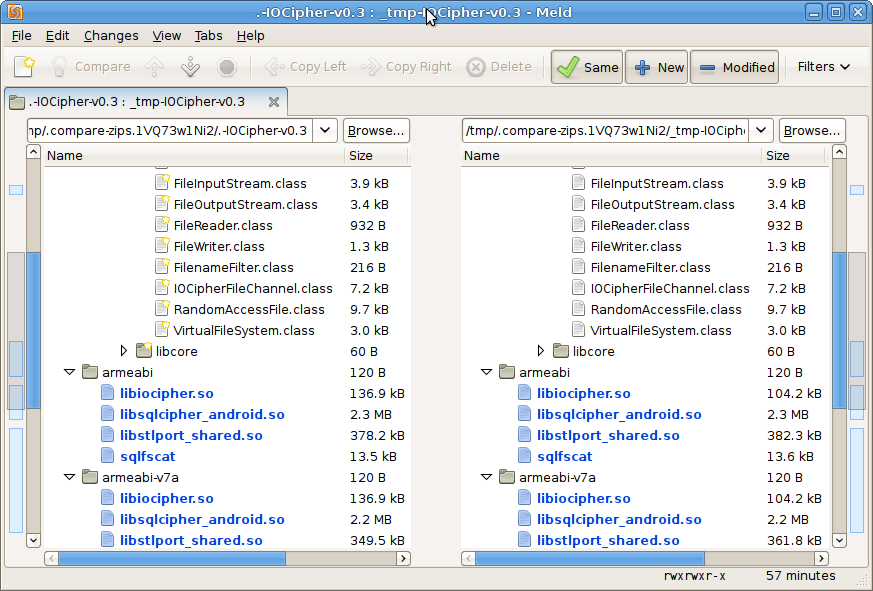 .-IOCipher-v0.3 : _tmp-IOCipher-v0.3 - Meld
File Edit Changes View Tabs Help
Compare Copy Left Copy Right Delete Same New Modified Filters
.-IOCipher-v0.3 : _tmp-IOCipher-v0.3
np/.compare-zips.1VQ73w1Ni2/.-IOCipher-v0.3 Browse... /tmp/.compare-zips.1VQ73w1Ni2/_tmp-IOCiph Browse...
Name Size Name Size
FileInputStream.class 3.9 kB FileInputStream.class 3.9 kB
FileOutputStream.class 3.4 kB FileOutputStream.class 3.4 kB
FileReader.class 932 B FileReader.class 932 B
FileWriter.class 1.3 kB FileWriter.class 1.3 kB
FilenameFilter.class 216 B FilenameFilter.class 216 B
IOCipherFileChannel.class 7.2 kB IOCipherFileChannel.class 7.2 kB
RandomAccessFile.class 9.7 kB RandomAccessFile.class 9.7 kB
VirtualFileSystem.class 3.0 kB VirtualFileSystem.class 3.0 kB
libcore 60 B libcore 60 B
armeabi 120 B armeabi 120 B
libiocipher.so 136.9 kB libiocipher.so 104.2 kB
libsqlcipher_android.so 2.3 MB libsqlcipher_android.so 2.3 MB
libstlport_shared.so 378.2 kB libstlport_shared.so 382.3 kB
sqlfscat 13.5 kB sqlfscat 13.6 kB
armeabi-v7a 120 B armeabi-v7a 120 B
libiocipher.so 136.9 kB libiocipher.so 104.2 kB
libsqlcipher_android.so 2.2 MB libsqlcipher_android.so 2.2 MB
libstlport_shared.so 349.5 kB libstlport_shared.so 361.8 kB
rwxrwxr-x 57 minutes